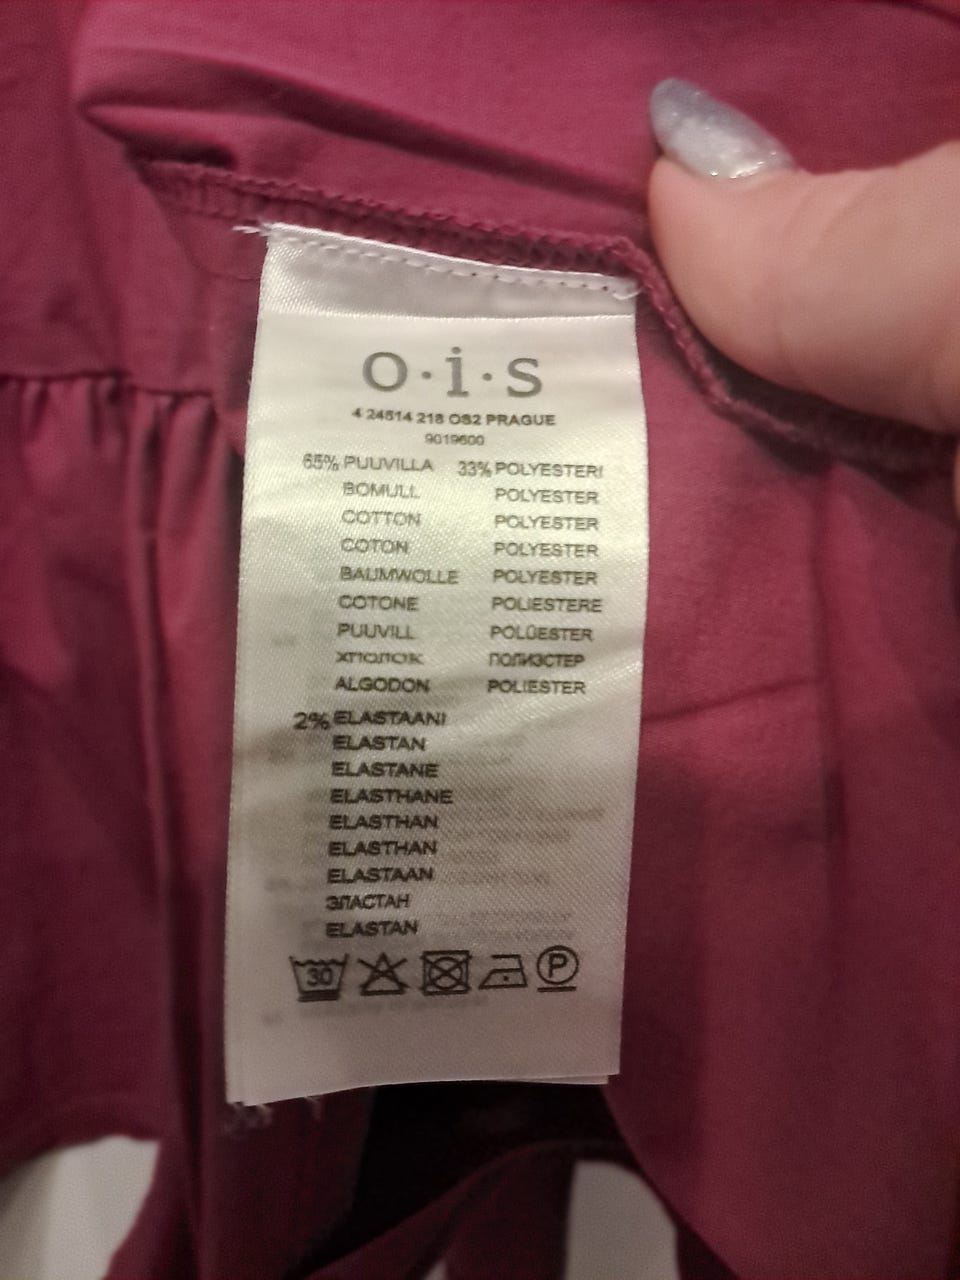 o·i·s
4 24514 218 OS2 PRAGUE
9019600
65% PUUVILLA 33% POLYESTERI
BOMULL POLYESTER
COTTON POLYESTER
COTON POLYESTER
BAUMWOLLE POLYESTER
COTONE POLIESTERE
PUUVILL POLÜESTER
ХЛОПОК ПОЛИЭСТЕР
ALGODON POLIESTER
2% ELASTAANI
ELASTAN
ELASTANE
ELASTHANE
ELASTHAN
ELASTHAN
ELASTAAN
ЭЛАСТАН
ELASTAN
30 P